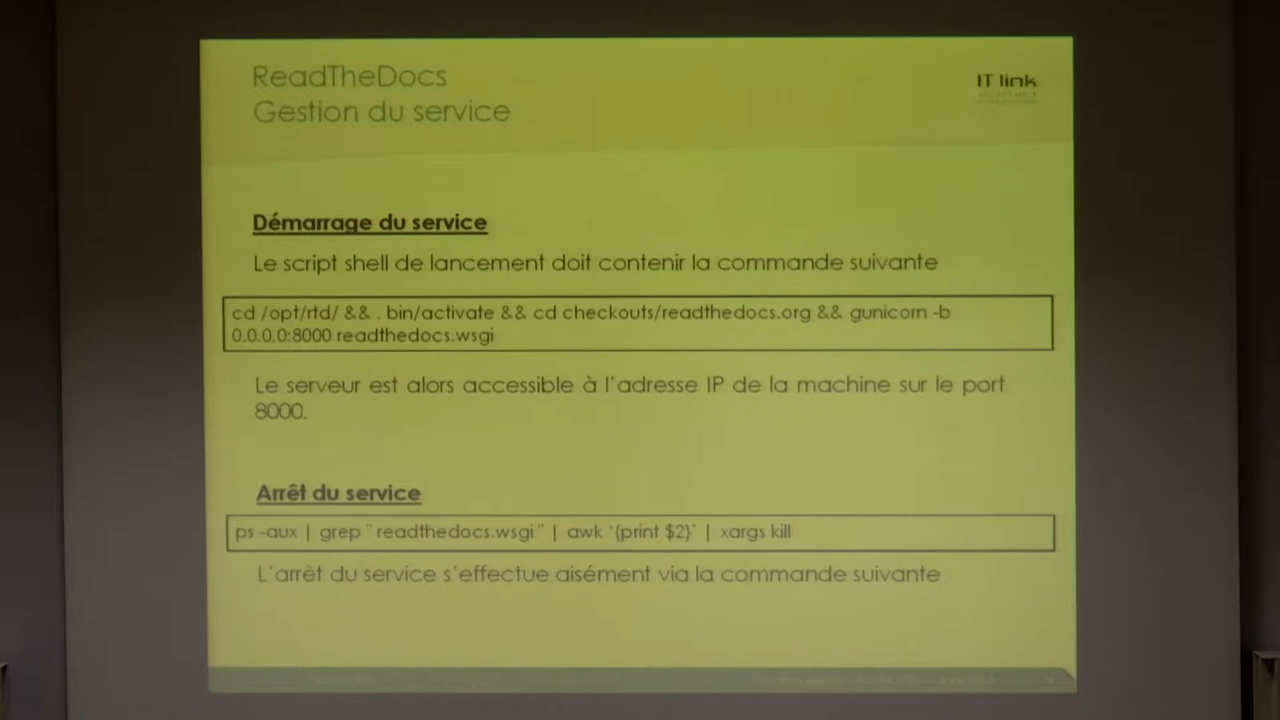 ReadTheDocs
Gestion du service
IT link
Démarrage du service
Le script shell de lancement doit contenir la commande suivante
cd /opt/rtd/ && . bin/activate && cd checkouts/readthedocs.org && gunicorn -b
0.0.0.0:8000 readthedocs.wsgi
Le serveur est alors accessible à l'adresse IP de la machine sur le port
8000.
Arrêt du service
ps -aux | grep " readthedocs.wsgi " | awk '{print $2}' | xargs kill
L'arrêt du service s'effectue aisément via la commande suivante